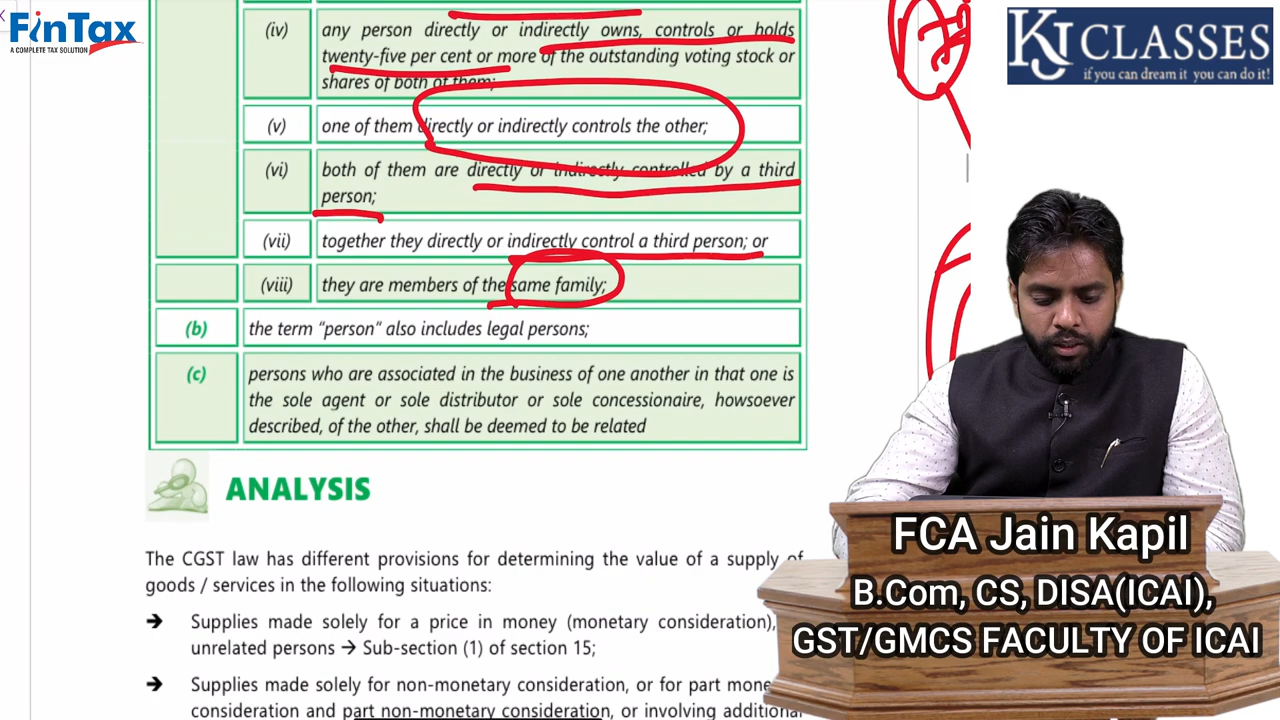 FinTax
A COMPLETE TAX SOLUTION
KJ CLASSES
if you can dream it you can do it!
(iv) any person directly or indirectly owns, controls or holds
twenty-five per cent or more of the outstanding voting stock or
shares of both of them;
(v) one of them directly or indirectly controls the other;
(vi) both of them are directly or indirectly controlled by a third
person;
(vii) together they directly or indirectly control a third person; or
(viii) they are members of the same family;
(b) the term “person” also includes legal persons;
(c) persons who are associated in the business of one another in that one is
the sole agent or sole distributor or sole concessionaire, howsoever
described, of the other, shall be deemed to be related
ANALYSIS
The CGST law has different provisions for determining the value of a supply of
goods / services in the following situations:
➔ Supplies made solely for a price in money (monetary consideration),
unrelated persons → Sub-section (1) of section 15;
➔ Supplies made solely for non-monetary consideration, or for part
consideration and part non-monetary consideration, or involving additional
FCA Jain Kapil
B.Com, CS, DISA(ICAI),
GST/GMCS FACULTY OF ICAI